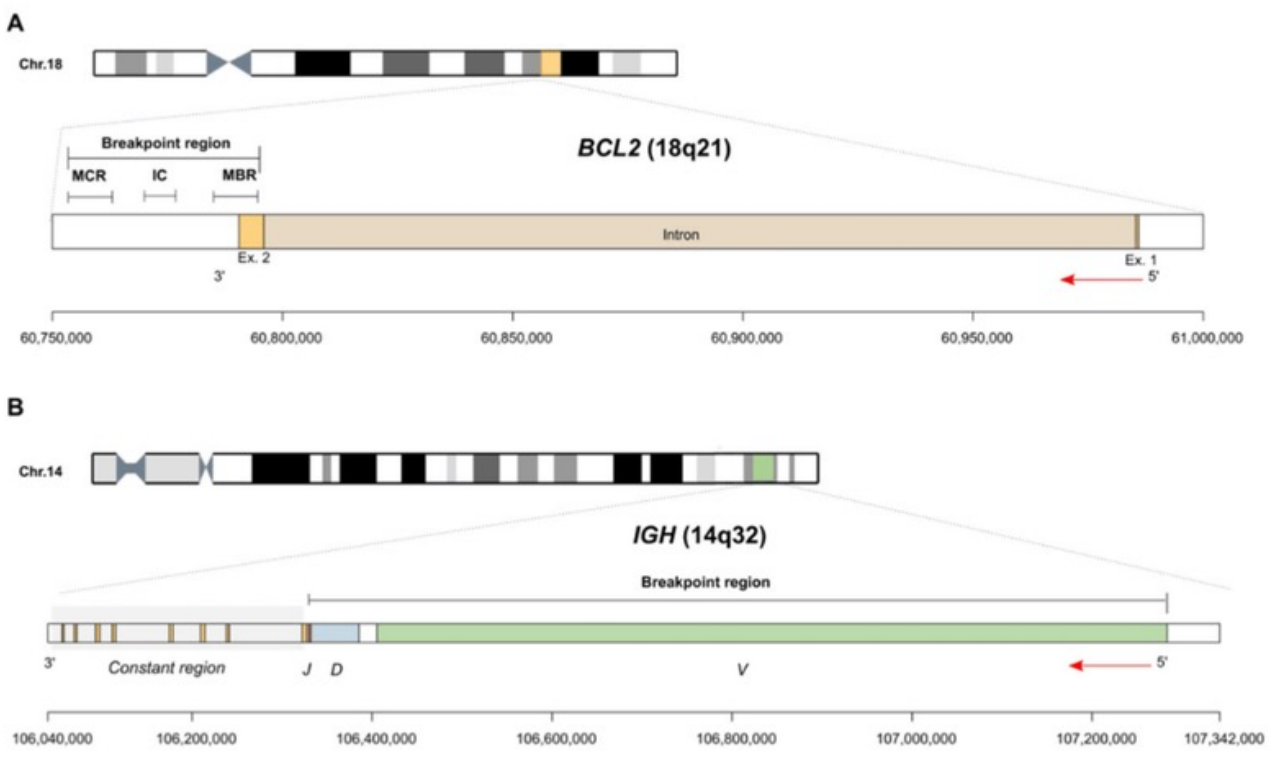 A
Chr.18
Breakpoint region
BCL2 (18q21)
MCR IC MBR
Intron
Ex. 2 Ex. 1
3' 5'
60,750,000 60,800,000 60,850,000 60,900,000 60,950,000 61,000,000
B
Chr.14
IGH (14q32)
Breakpoint region
3' Constant region J D V 5'
106,040,000 106,200,000 106,400,000 106,600,000 106,800,000 107,000,000 107,200,000 107,342,000